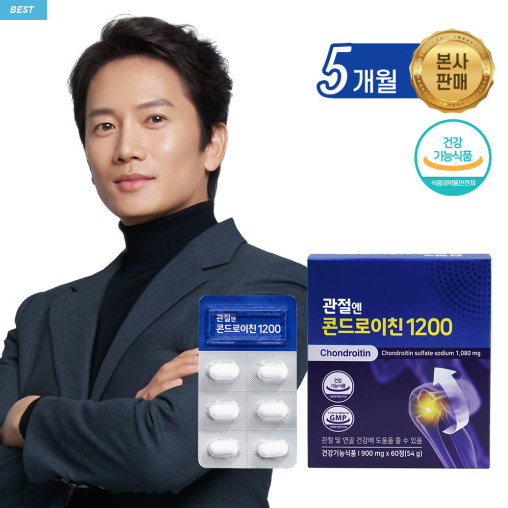 BEST
5개월
본사
판매
건강
기능식품
식품의약품안전처
관절엔
콘드로이친 1200
관절엔
콘드로이친 1200
Chondroitin
Chondroitin sulfate sodium 1,080 mg
건강
기능식품
GMP
관절 및 연골 건강에 도움을 줄 수 있음
건강기능식품 I 900 mg x 60정(54 g)